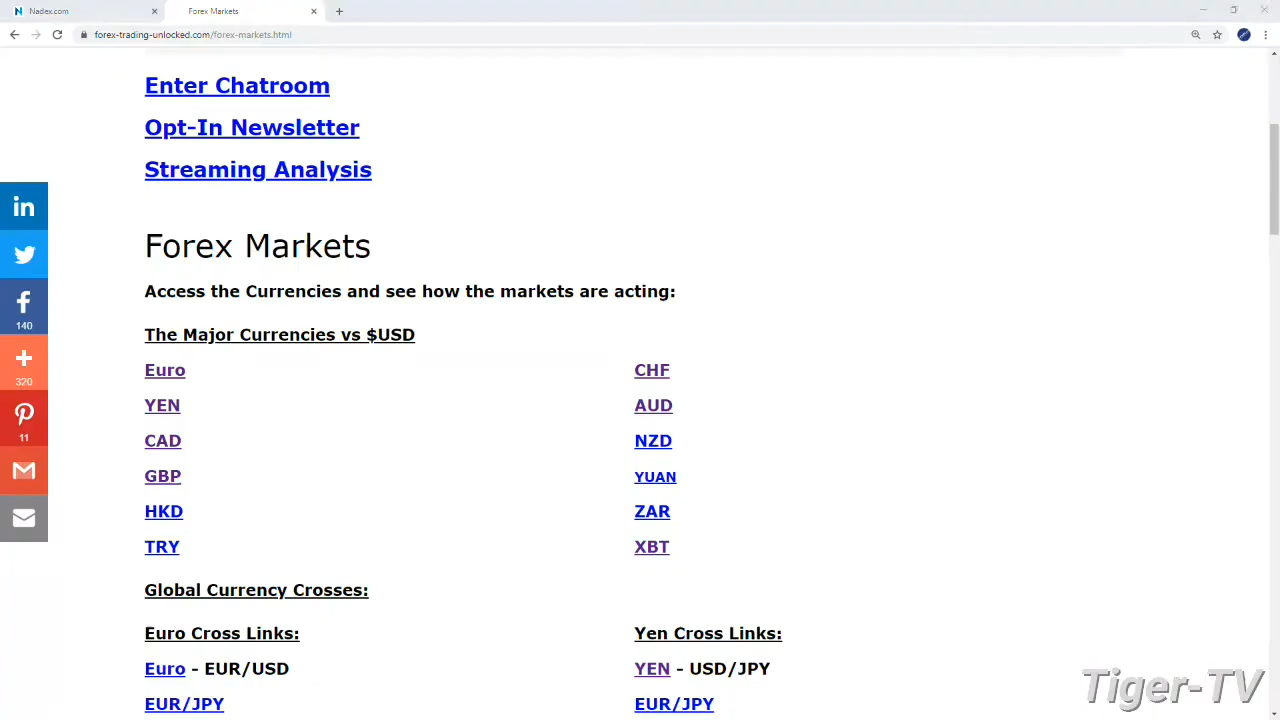 Nadex.com
Forex Markets
forex-trading-unlocked.com/forex-markets.html
Enter Chatroom
Opt-In Newsletter
Streaming Analysis
in
140
320
11
Forex Markets
Access the Currencies and see how the markets are acting:
The Major Currencies vs $USD
Euro CHF
YEN AUD
CAD NZD
GBP YUAN
HKD ZAR
TRY XBT
Global Currency Crosses:
Euro Cross Links: Yen Cross Links:
Euro - EUR/USD YEN - USD/JPY
EUR/JPY EUR/JPY
Tiger-TV